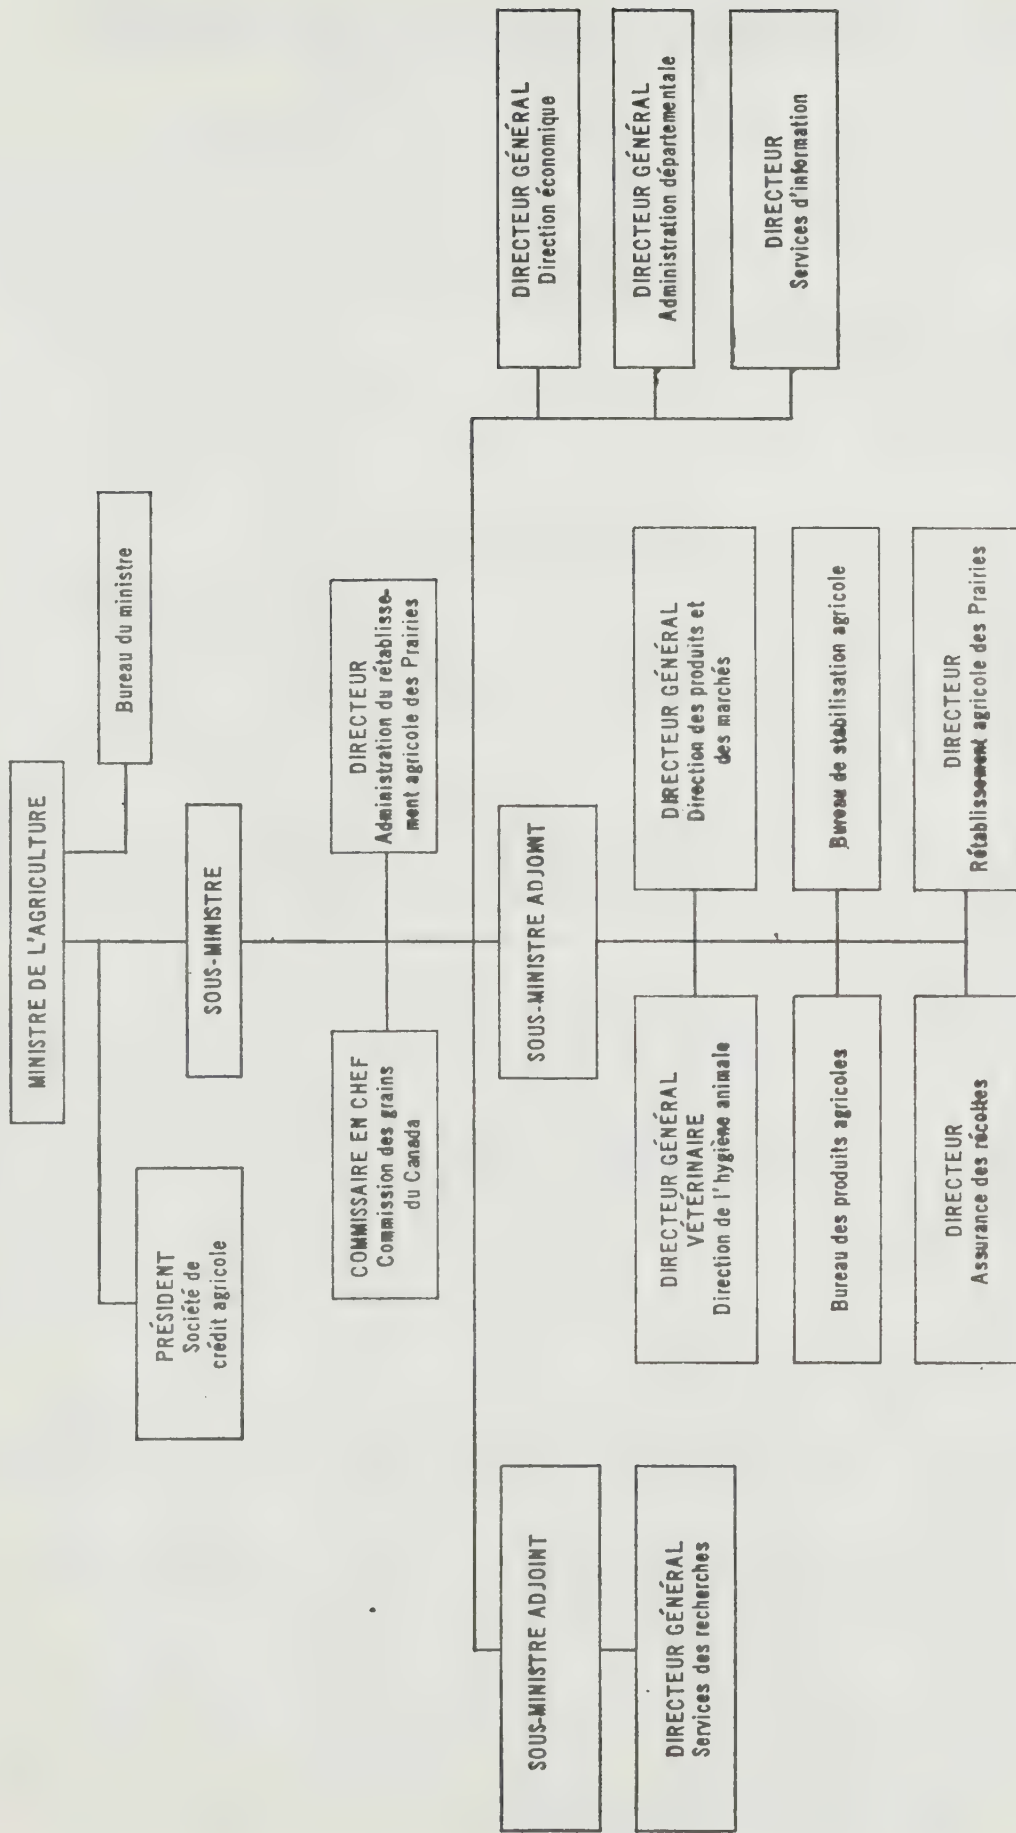 MINISTRE DE L'AGRICULTURE
Bureau du ministre
PRÉSIDENT
Société de
crédit agricole
SOUS-MINISTRE
COMMISSAIRE EN CHEF
Commission des grains
du Canada
DIRECTEUR
Administration du rétablisse-
ment agricole des Prairies
SOUS-MINISTRE ADJOINT
DIRECTEUR GÉNÉRAL
Services des recherches
SOUS-MINISTRE ADJOINT
DIRECTEUR GÉNÉRAL
VÉTÉRINAIRE
Direction de l'hygiène animale
DIRECTEUR GÉNÉRAL
Direction des produits et
des marchés
Bureau des produits agricoles
Bureau de stabilisation agricole
DIRECTEUR
Assurance des récoltes
DIRECTEUR
Rétablissement agricole des Prairies
DIRECTEUR GÉNÉRAL
Direction économique
DIRECTEUR GÉNÉRAL
Administration départementale
DIRECTEUR
Services d'information